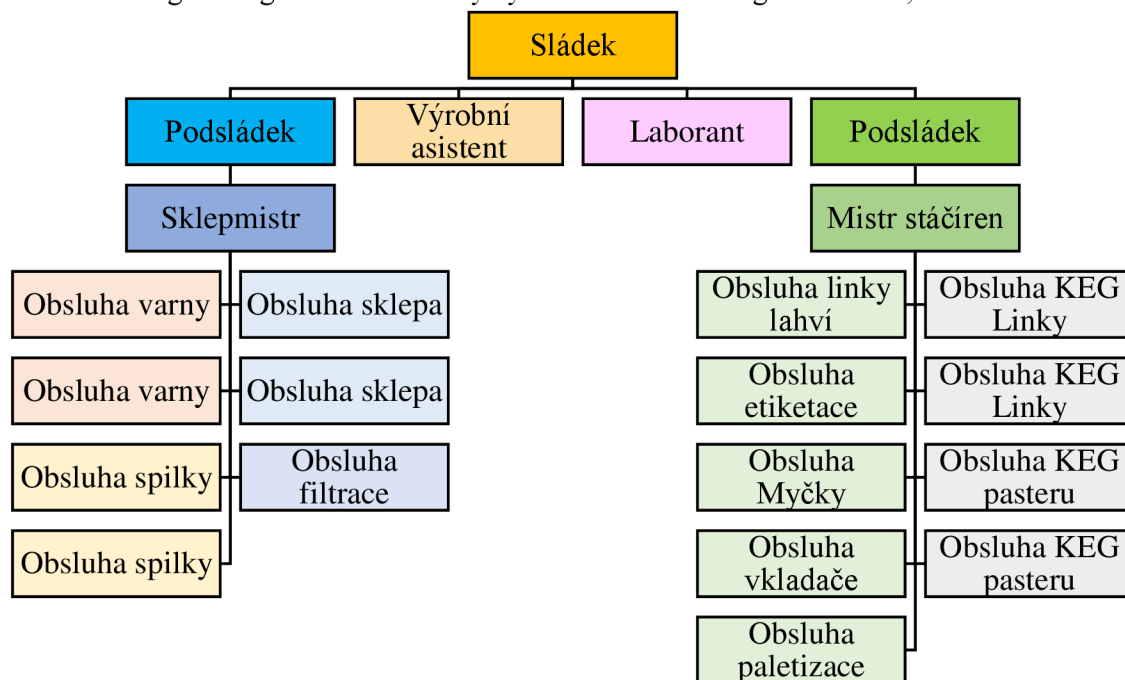 Sládek
Podsládek
Výrobní
asistent
Laborant
Podsládek
Sklepmistr
Mistr stáčíren
Obsluha varny
Obsluha sklepa
Obsluha linky
lahví
Obsluha KEG
Linky
Obsluha varny
Obsluha sklepa
Obsluha
etiketace
Obsluha KEG
Linky
Obsluha spilky
Obsluha
filtrace
Obsluha
Myčky
Obsluha KEG
pasteru
Obsluha spilky
Obsluha
vkladače
Obsluha KEG
pasteru
Obsluha
paletizace